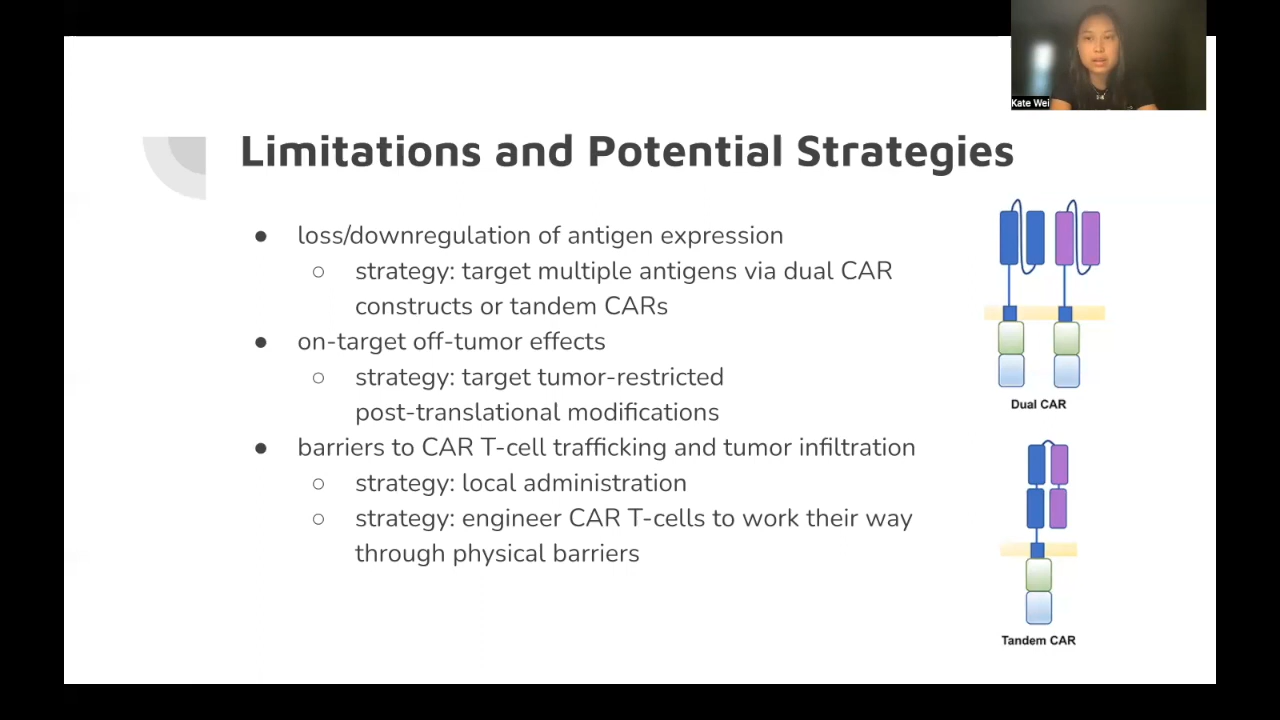 Kate Wei
Limitations and Potential Strategies
● loss/downregulation of antigen expression
○ strategy: target multiple antigens via dual CAR
constructs or tandem CARs
● on-target off-tumor effects
○ strategy: target tumor-restricted
post-translational modifications
● barriers to CAR T-cell trafficking and tumor infiltration
○ strategy: local administration
○ strategy: engineer CAR T-cells to work their way
through physical barriers
Dual CAR
Tandem CAR